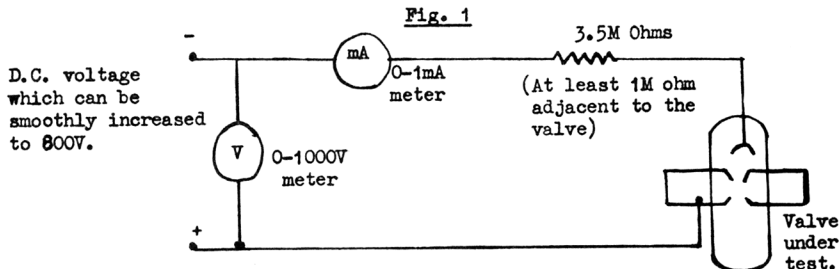 Fig. 1
3.5M Ohms
-
mA
D.C. voltage
which can be
smoothly increased
to 800V.
0-1mA
meter
(At least 1M ohm
adjacent to the
valve)
V
0-1000V
meter
+
Valve
under
test.